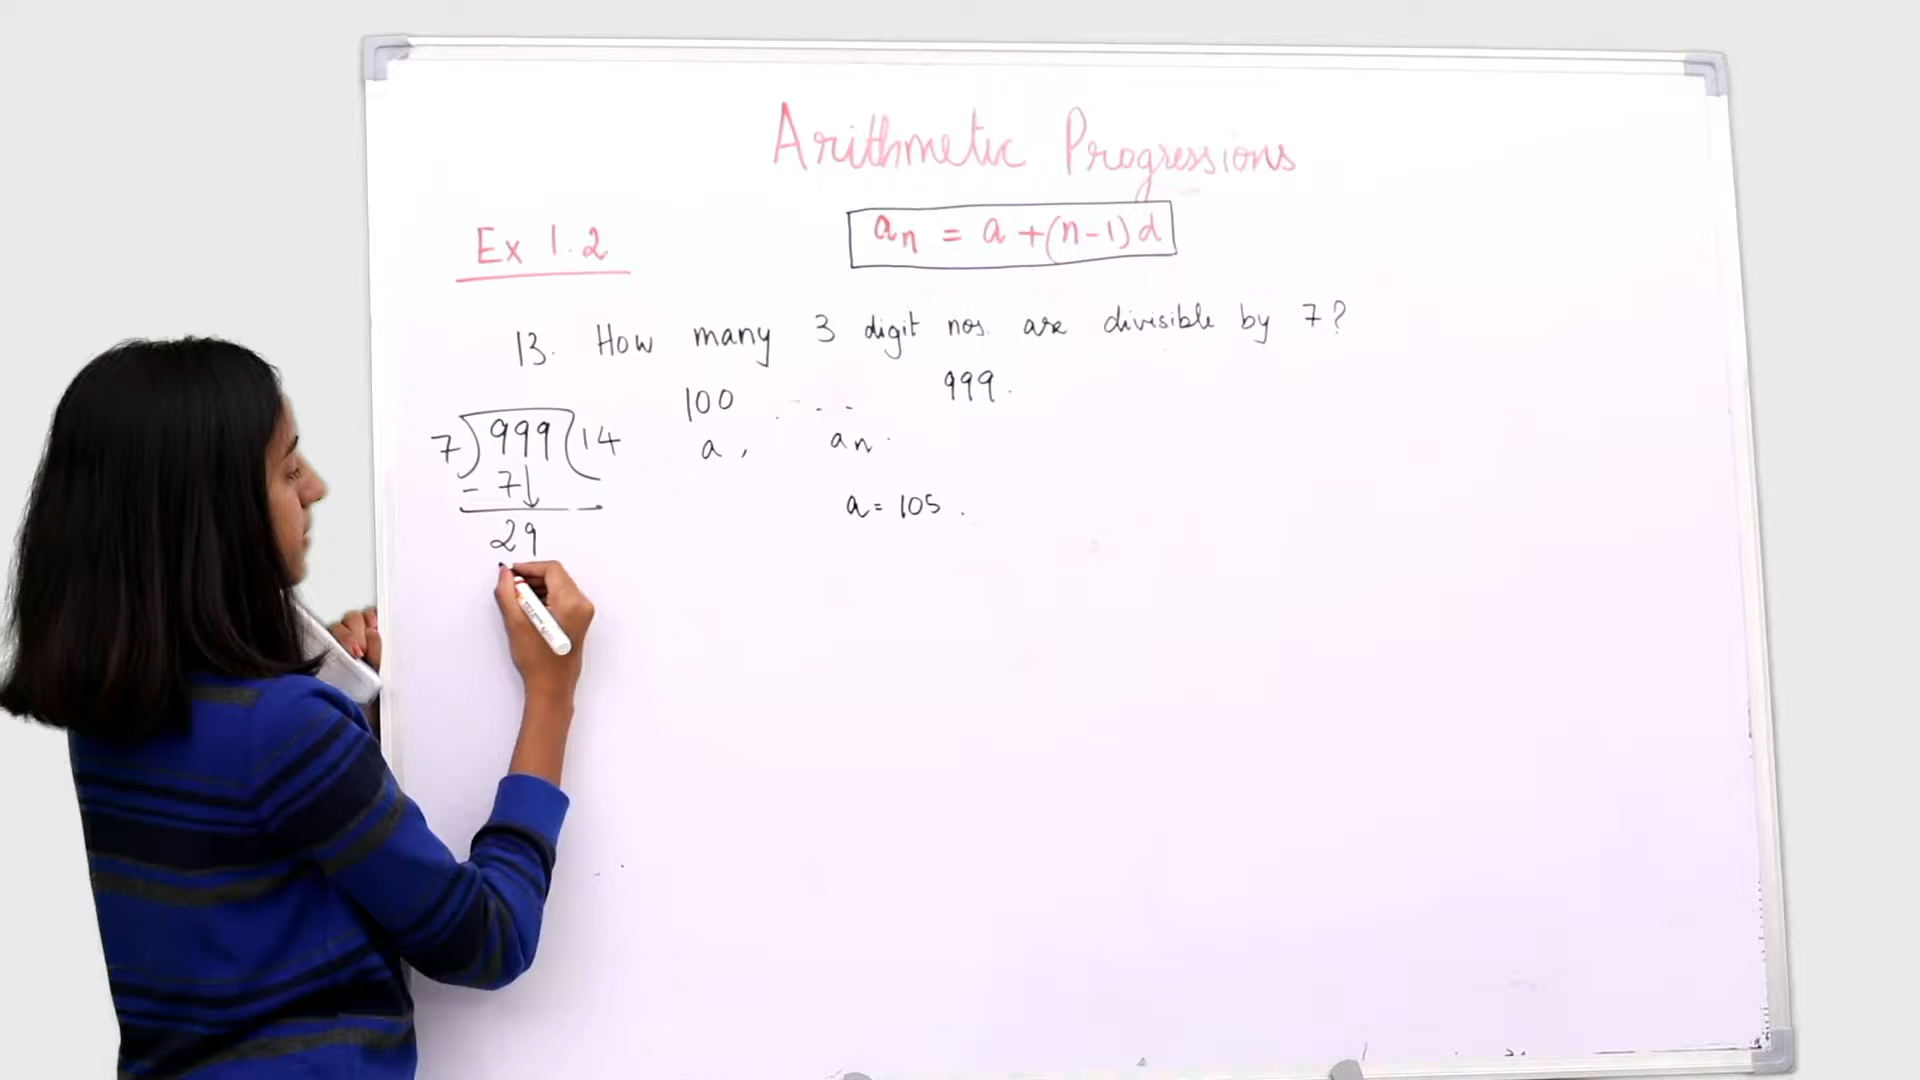 Arithmetic Progressions
Ex 1.2
an = a + (n-1) d
13. How many 3 digit nos. are divisible by 7?
100 . . . . 999.
7) 999 (14
a, an.
- 7↓
29
a = 105.